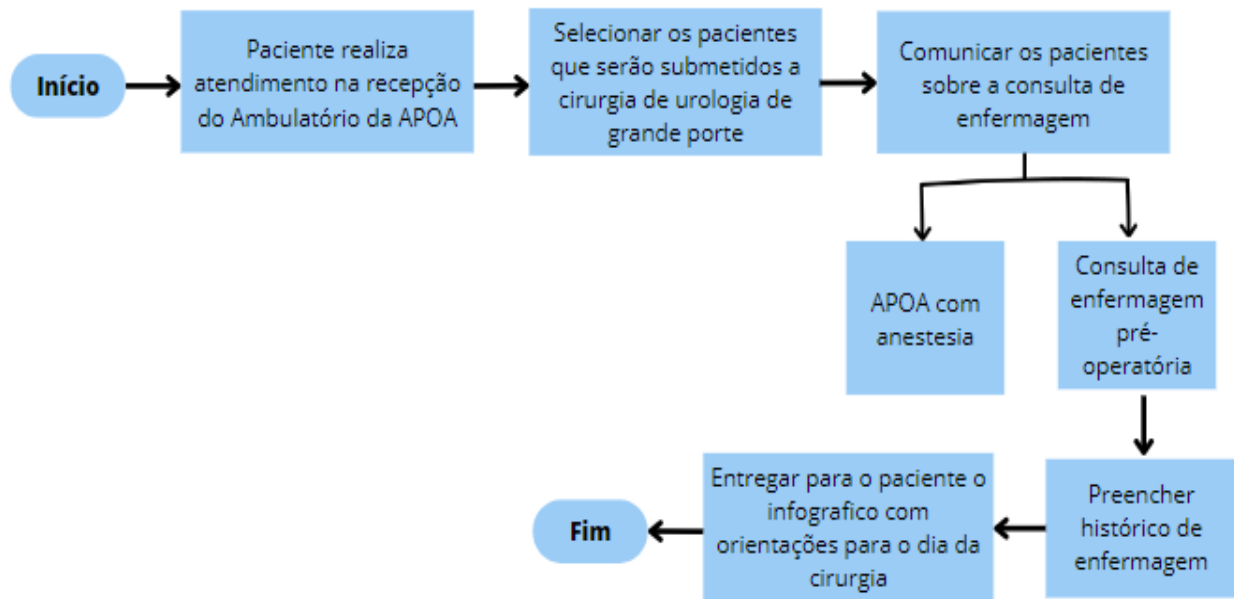 Início
Paciente realiza
atendimento na recepção
do Ambulatório da APOA
Selecionar os pacientes
que serão submetidos a
cirurgia de urologia de
grande porte
Comunicar os pacientes
sobre a consulta de
enfermagem
APOA com
anestesia
Consulta de
enfermagem
pré-
operatória
Preencher
histórico de
enfermagem
Entregar para o paciente o
infografico com
orientações para o dia da
cirurgia
Fim